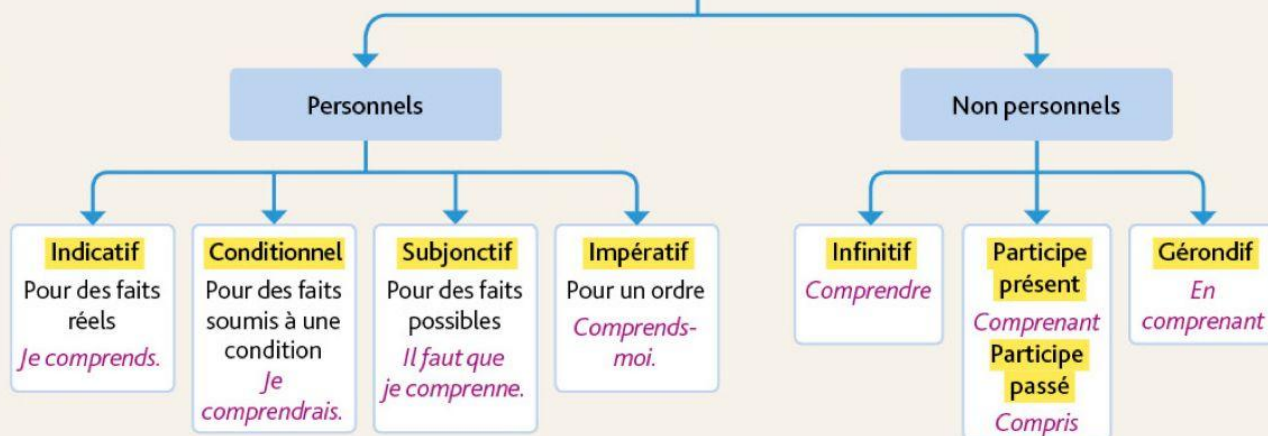 Personnels
Non personnels
Indicatif
Pour des faits
réels
Je comprends.
Conditionnel
Pour des faits
soumis à une
condition
Je
comprendrais.
Subjonctif
Pour des faits
possibles
Il faut que
je comprenne.
Impératif
Pour un ordre
Comprends-
moi.
Infinitif
Comprendre
Participe
présent
Comprenant
Participe
passé
Compris
Gérondif
En
comprenant